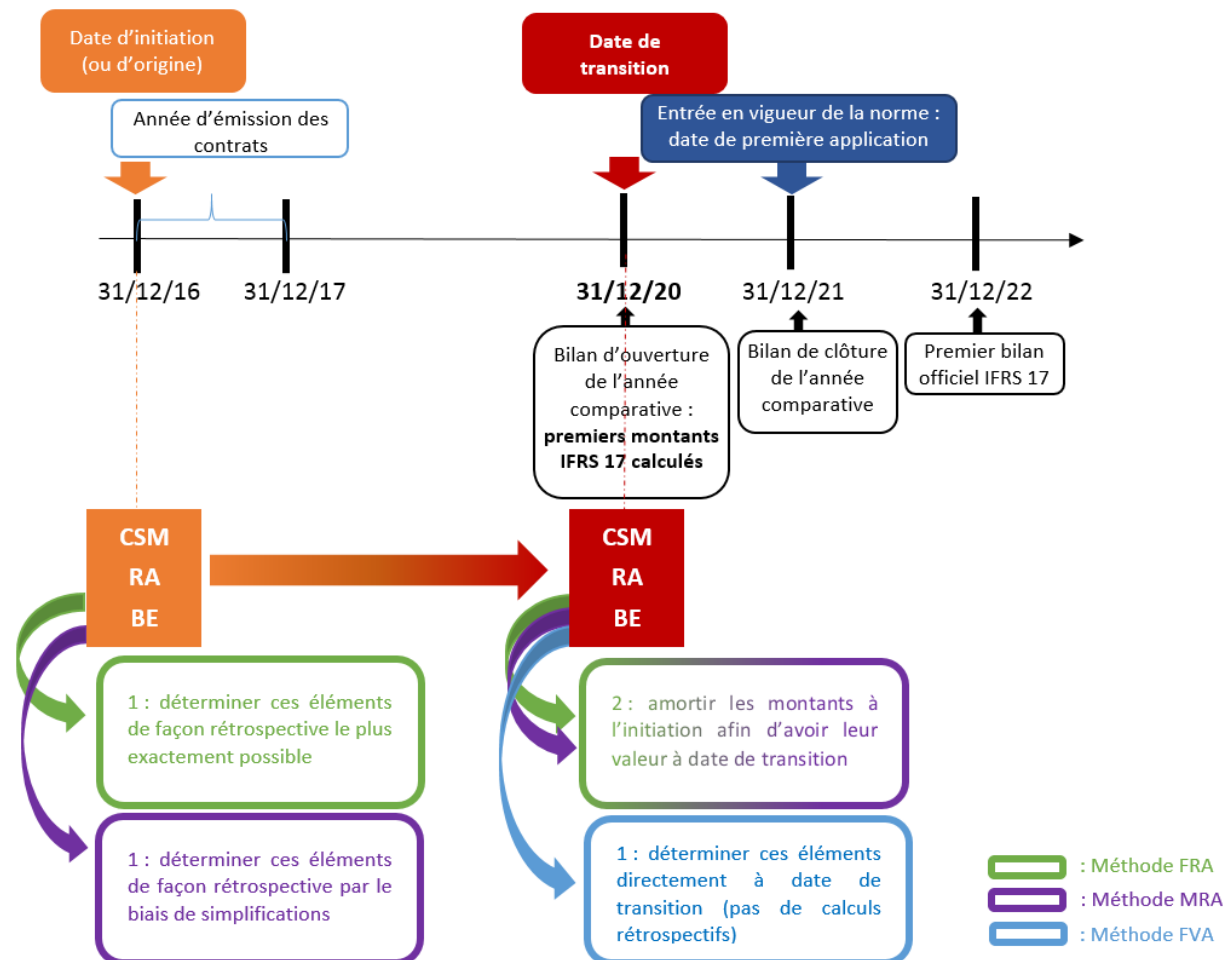 Date d'initiation
(ou d'origine)
Date de
transition
Année d'émission des
contrats
Entrée en vigueur de la norme :
date de première application
31/12/16
31/12/17
31/12/20
31/12/21
31/12/22
Bilan d'ouverture
de l'année
comparative :
premiers montants
IFRS 17 calculés
Bilan de clôture
de l'année
comparative
Premier bilan
officiel IFRS 17
CSM
RA
BE
CSM
RA
BE
1 : déterminer ces éléments
de façon rétrospective le plus
exactement possible
2 : amortir les montants à
l'initiation afin d'avoir leur
valeur à date de transition
1 : déterminer ces éléments
de façon rétrospective par le
biais de simplifications
1 : déterminer ces éléments
directement à date de
transition (pas de calculs
rétrospectifs)
: Méthode FRA
: Méthode MRA
: Méthode FVA